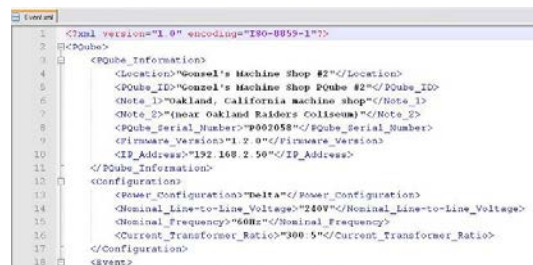 Event.xml
1 <?xml version="1.0" encoding="ISO-8859-1"?>
2 <PQube>
3 <PQube_Information>
4 <Location>"Gonsel's Machine Shop #2"</Location>
5 <PQube_ID>"Gonzel's Machine Shop PQube #2"</PQube_ID>
6 <Note_1>"Oakland, California machine shop"</Note_1>
7 <Note_2>"(near Oakland Raiders Coliseum)"</Note_2>
8 <PQube_Serial_Number>"P002058"</PQube_Serial_Number>
9 <Firmware_Version>"1.2.0"</Firmware_Version>
10 <IP_Address>"192.168.2.50"</IP_Address>
11 </PQube_Information>
12 <Configuration>
13 <Power_Configuration>"Delta"</Power_Configuration>
14 <Nominal_Line-to-Line_Voltage>"240V"</Nominal_Line-to-Line_Voltage>
15 <Nominal_Frequency>"60Hz"</Nominal_Frequency>
16 <Current_Transformer_Ratio>"300:5"</Current_Transformer_Ratio>
17 </Configuration>
18 <Event>